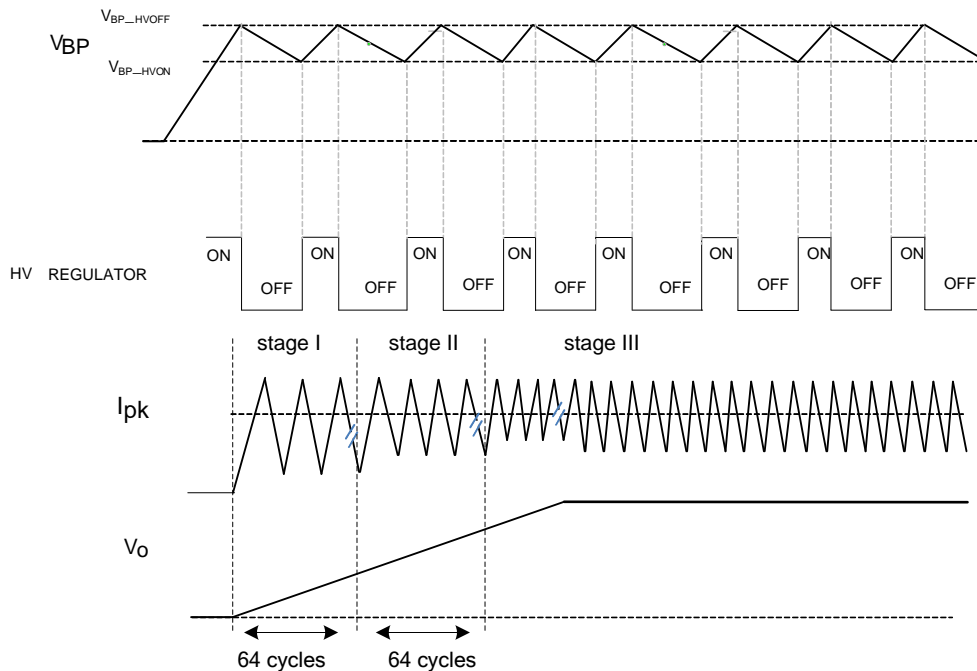 VBP_HVOFF
VBP
VBP_HVON
ON ON ON ON ON ON ON ON
HV REGULATOR
OFF OFF OFF OFF OFF OFF OFF OFF
stage I stage II stage III
Ipk
Vo
64 cycles 64 cycles